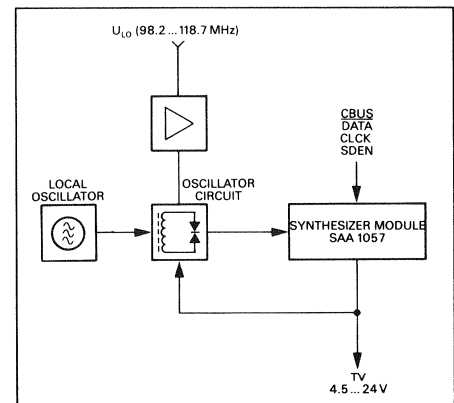 U_LO (98.2 ... 118.7 MHz)
CBUS
DATA
CLCK
SDEN
LOCAL
OSCILLATOR
OSCILLATOR
CIRCUIT
SYNTHESIZER MODULE
SAA 1057
TV
4.5 ... 24 V